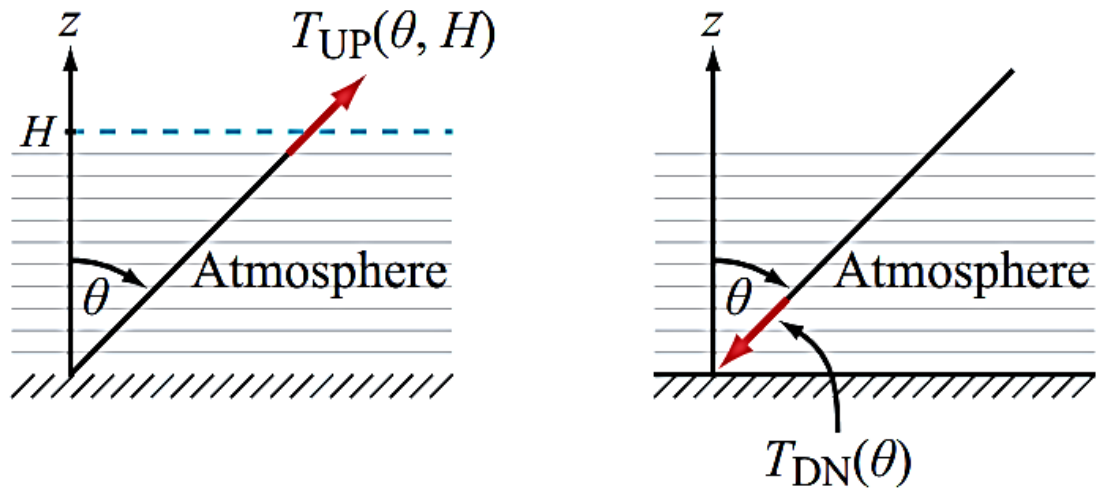 z
T_UP(θ, H)
H
θ
Atmosphere
z
θ
Atmosphere
T_DN(θ)